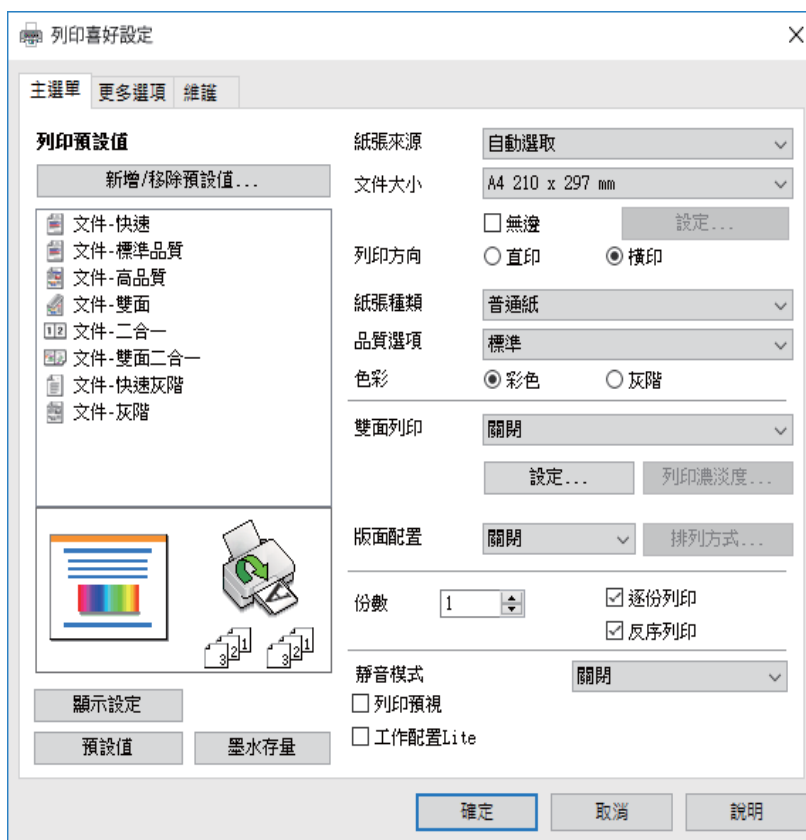 列印喜好設定
主選單 更多選項 維護
列印預設值
新增/移除預設值...
文件-快速
文件-標準品質
文件-高品質
文件-雙面
12 文件-二合一
文件-雙面二合一
文件-快速灰階
文件-灰階
3 2 1 3 2 1
顯示設定
預設值 墨水存量
紙張來源 自動選取
文件大小 A4 210 x 297 mm
無邊 設定...
列印方向 直印 橫印
紙張種類 普通紙
品質選項 標準
色彩 彩色 灰階
雙面列印 關閉
設定... 列印濃淡度...
版面配置 關閉 排列方式...
份數 1 逐份列印
反序列印
靜音模式 關閉
列印預視
工作配置Lite
確定 取消 說明